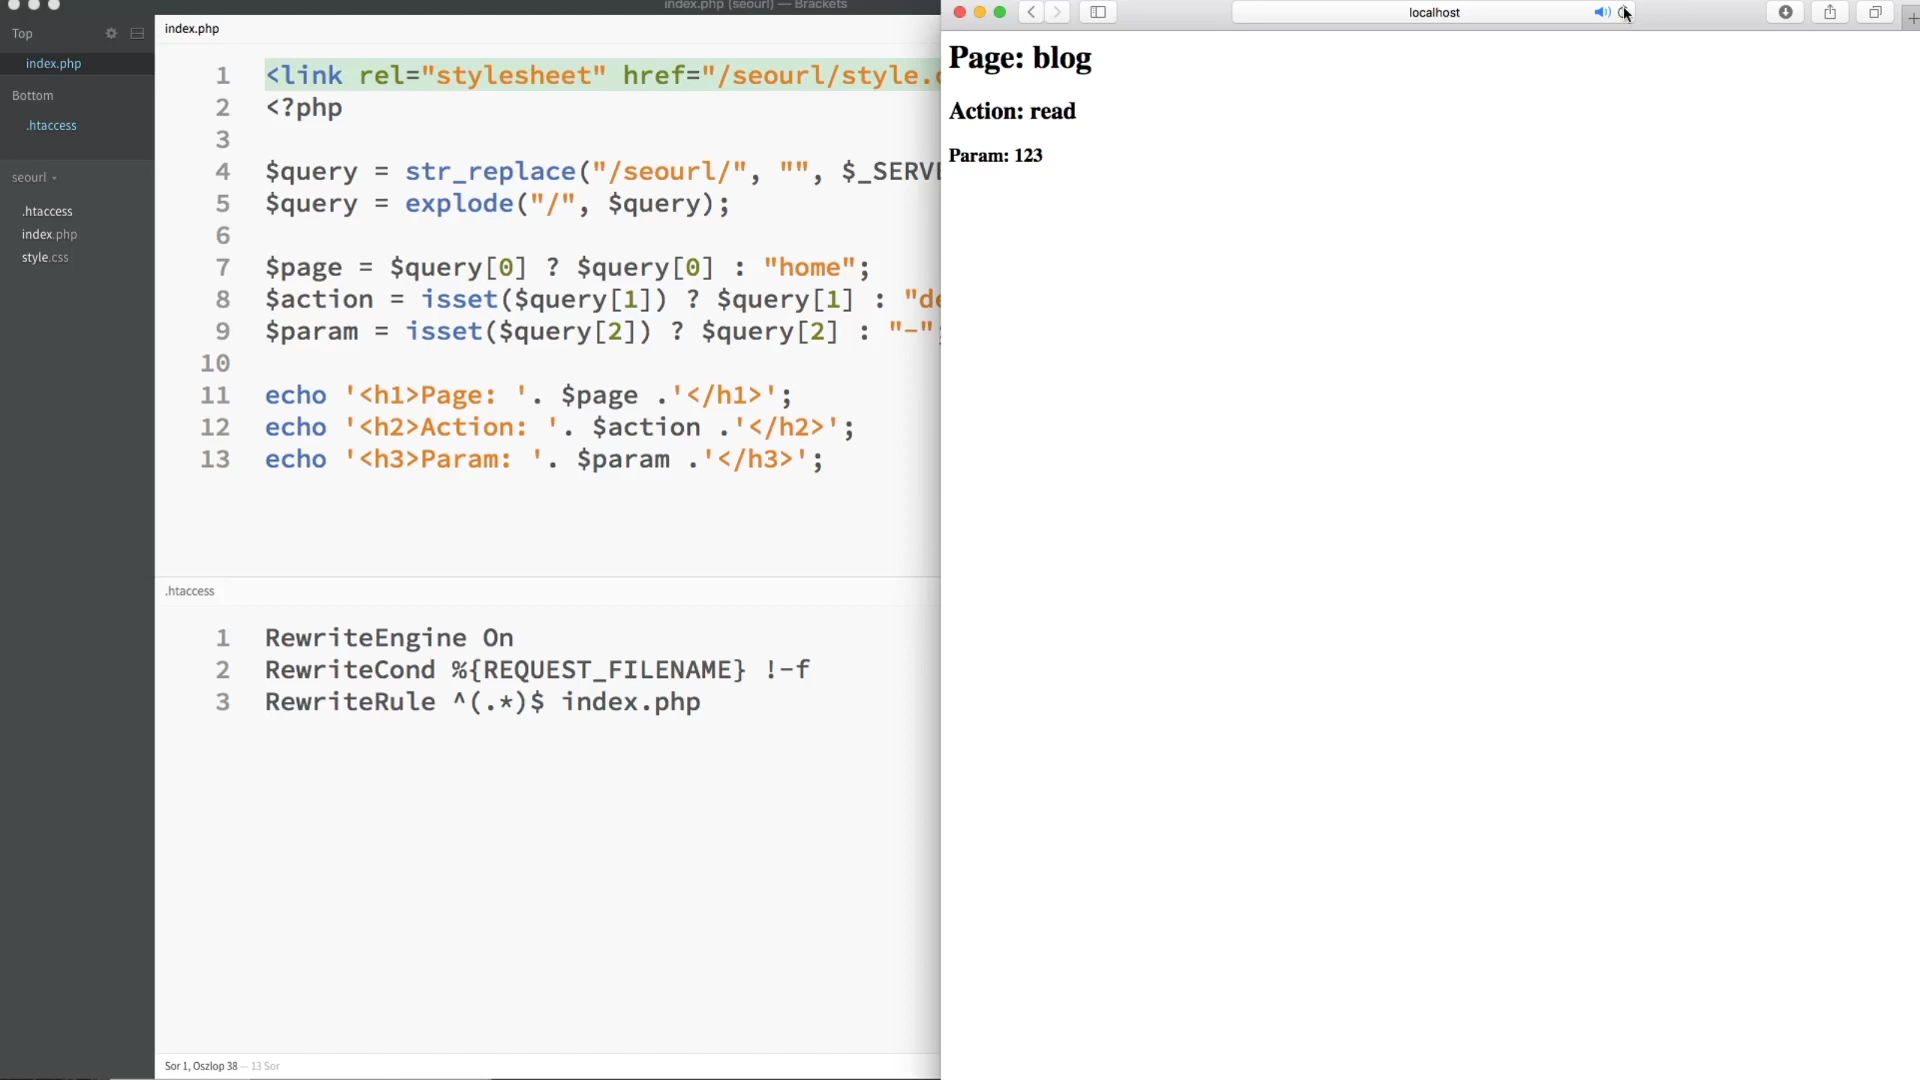 index.php (seourl) — Brackets
Top
index.php
Bottom
.htaccess
seourl
.htaccess
index.php
style.css
index.php
1 <link rel="stylesheet" href="/seourl/style.
2 <?php
3
4 $query = str_replace("/seourl/", "", $_SERV
5 $query = explode("/", $query);
6
7 $page = $query[0] ? $query[0] : "home";
8 $action = isset($query[1]) ? $query[1] : "de
9 $param = isset($query[2]) ? $query[2] : "-"
10
11 echo '<h1>Page: '. $page .'</h1>';
12 echo '<h2>Action: '. $action .'</h2>';
13 echo '<h3>Param: '. $param .'</h3>';
.htaccess
1 RewriteEngine On
2 RewriteCond %{REQUEST_FILENAME} !-f
3 RewriteRule ^(.*)$ index.php
Sor 1, Oszlop 38 — 13 Sor
localhost
Page: blog
Action: read
Param: 123